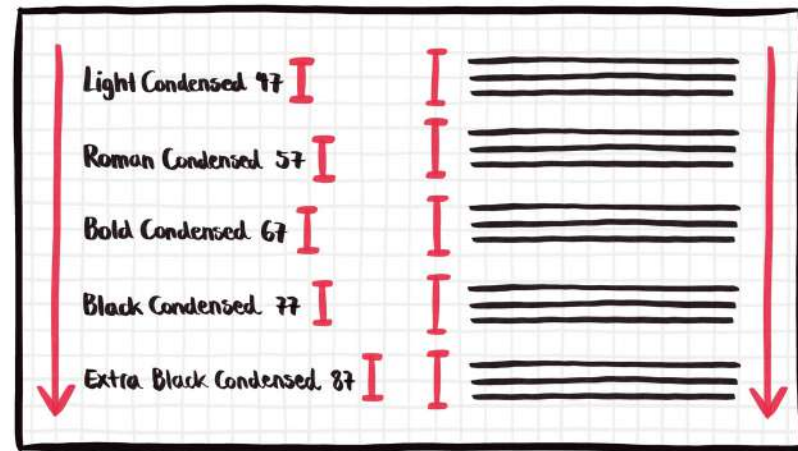 Light Condensed 47
Roman Condensed 57
Bold Condensed 67
Black Condensed 77
Extra Black Condensed 87